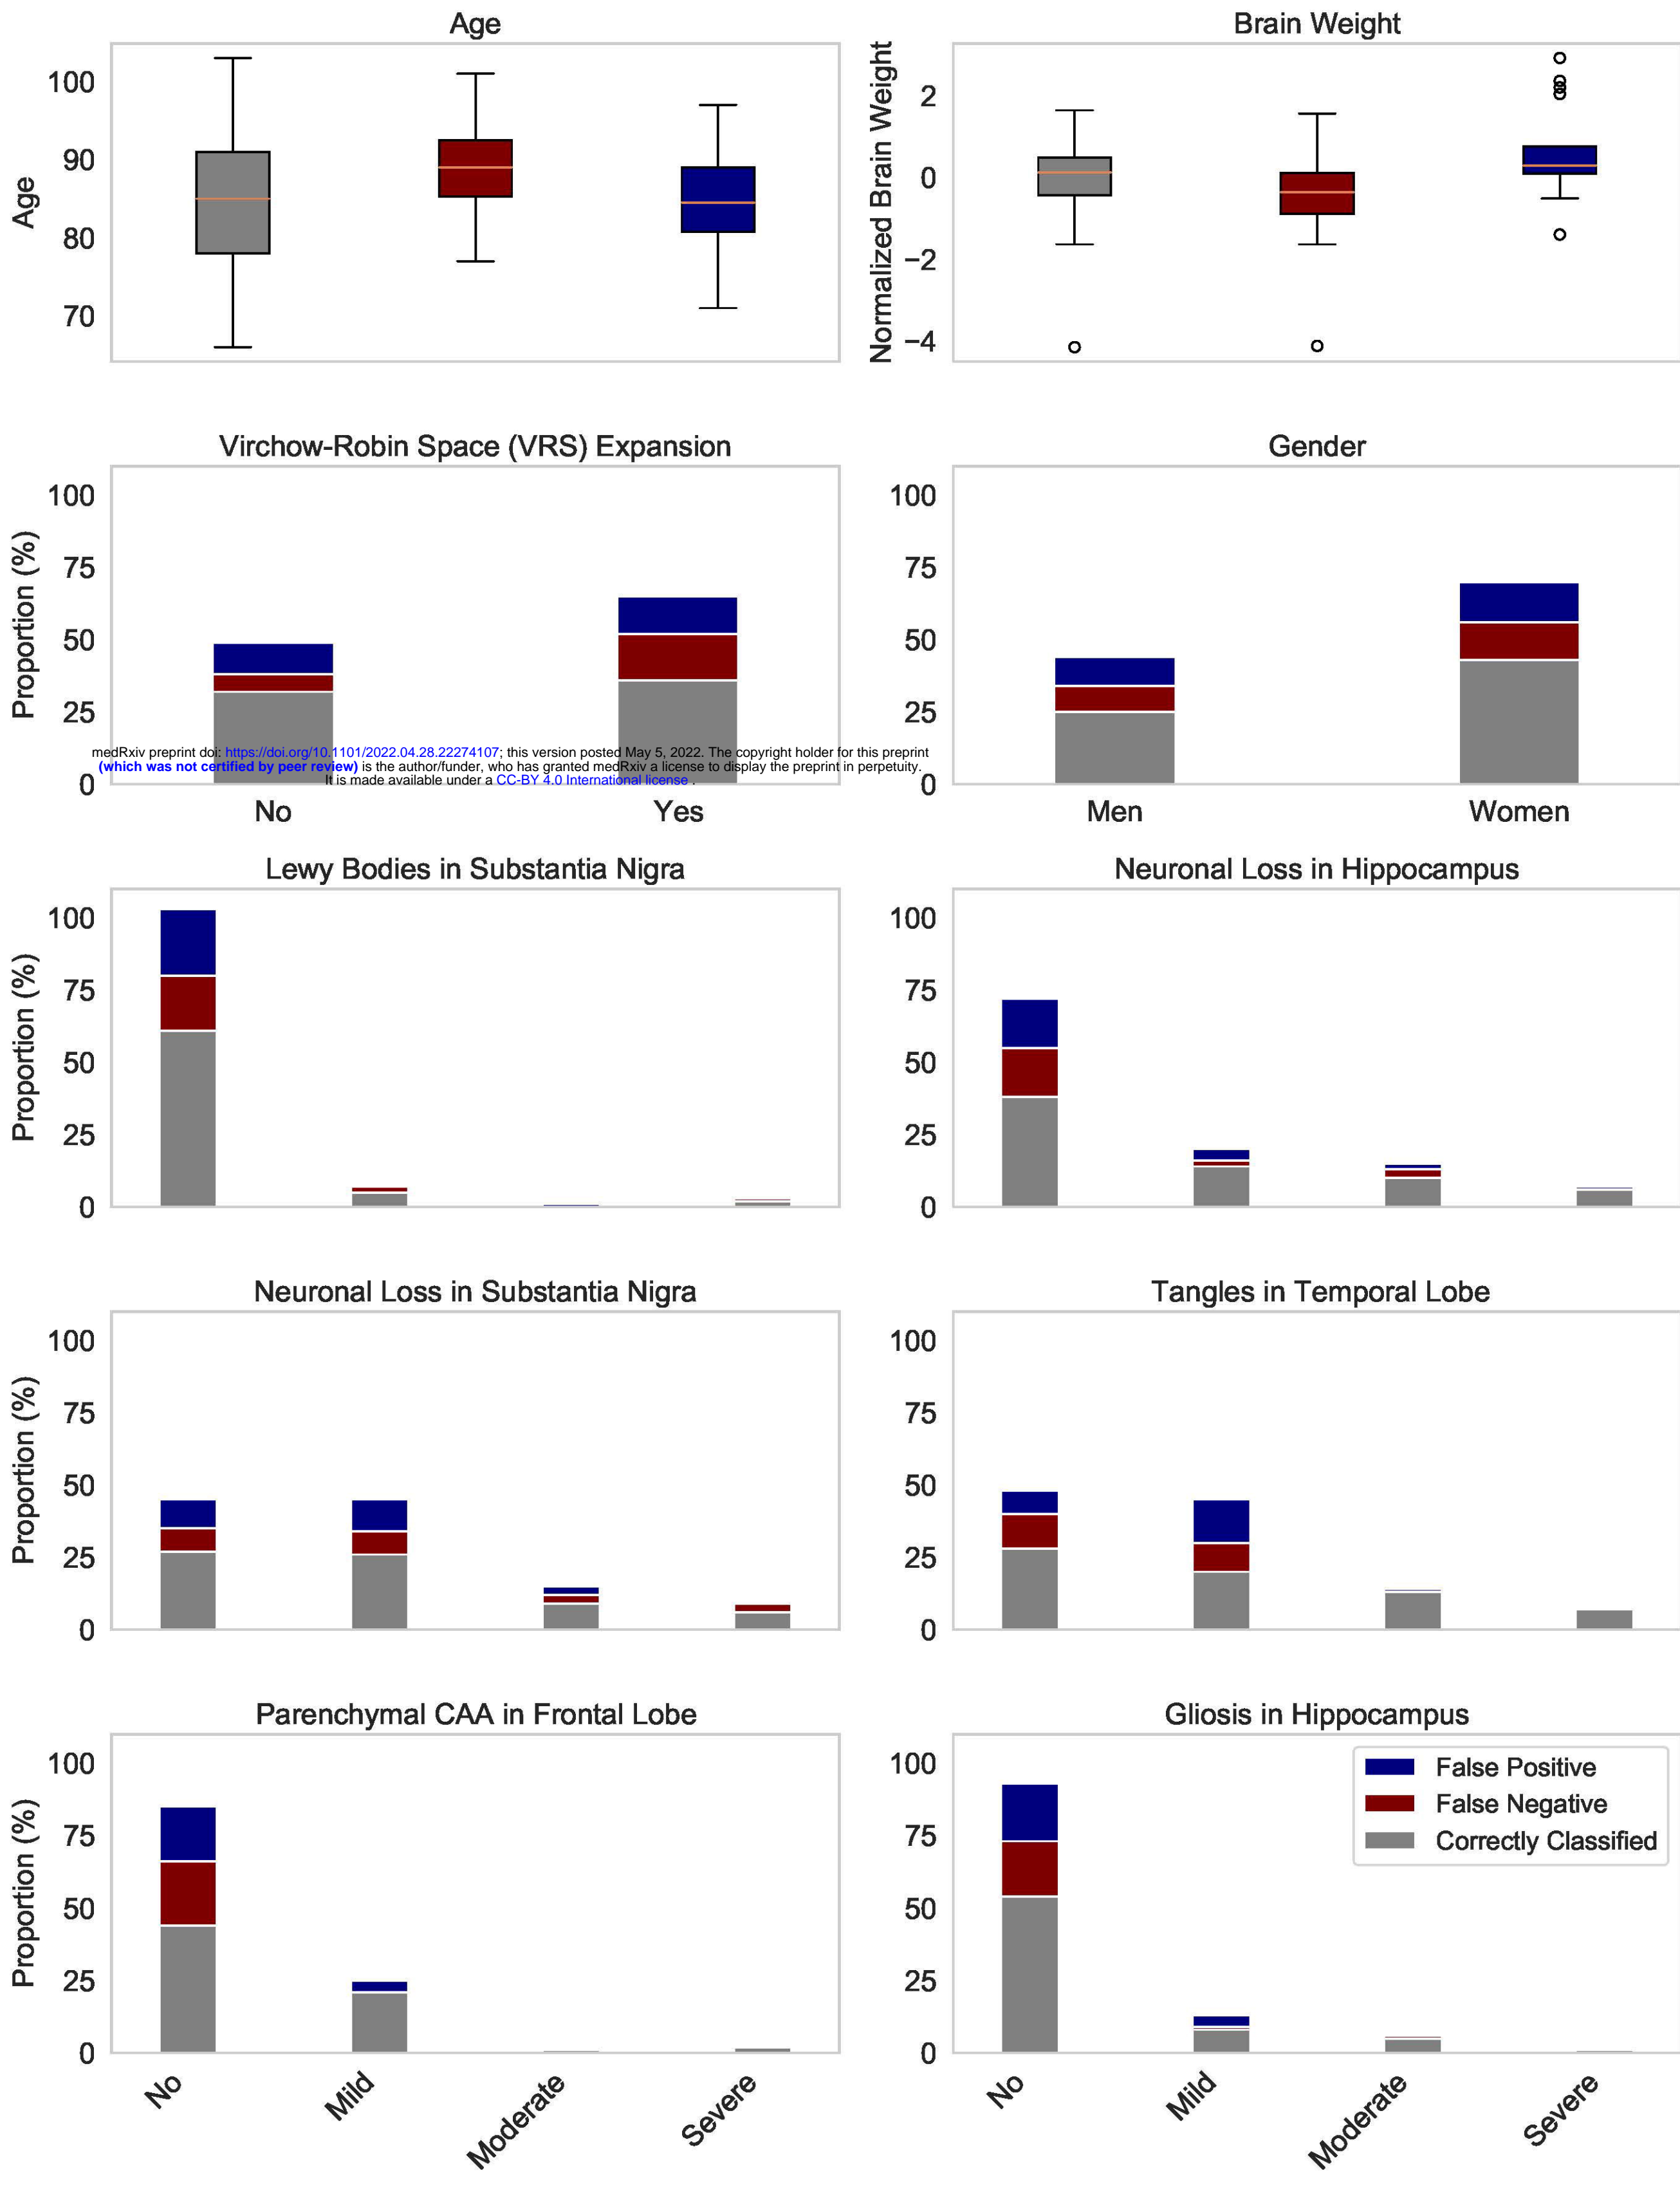 Age
Brain Weight
100
90
80
70
Age
2
0
−2
−4
Normalized Brain Weight
Virchow-Robin Space (VRS) Expansion
Gender
100
75
50
25
0
Proportion (%)
100
75
50
25
0
medRxiv preprint doi: https://doi.org/10.1101/2022.04.28.22274107; this version posted May 5, 2022. The copyright holder for this preprint
(which was not certified by peer review) is the author/funder, who has granted medRxiv a license to display the preprint in perpetuity.
It is made available under a CC-BY 4.0 International license .
No
Yes
Men
Women
Lewy Bodies in Substantia Nigra
Neuronal Loss in Hippocampus
100
75
50
25
0
Proportion (%)
100
75
50
25
0
Neuronal Loss in Substantia Nigra
Tangles in Temporal Lobe
100
75
50
25
0
Proportion (%)
100
75
50
25
0
Parenchymal CAA in Frontal Lobe
Gliosis in Hippocampus
100
75
50
25
0
Proportion (%)
100
75
50
25
0
False Positive
False Negative
Correctly Classified
No
Mild
Moderate
Severe
No
Mild
Moderate
Severe